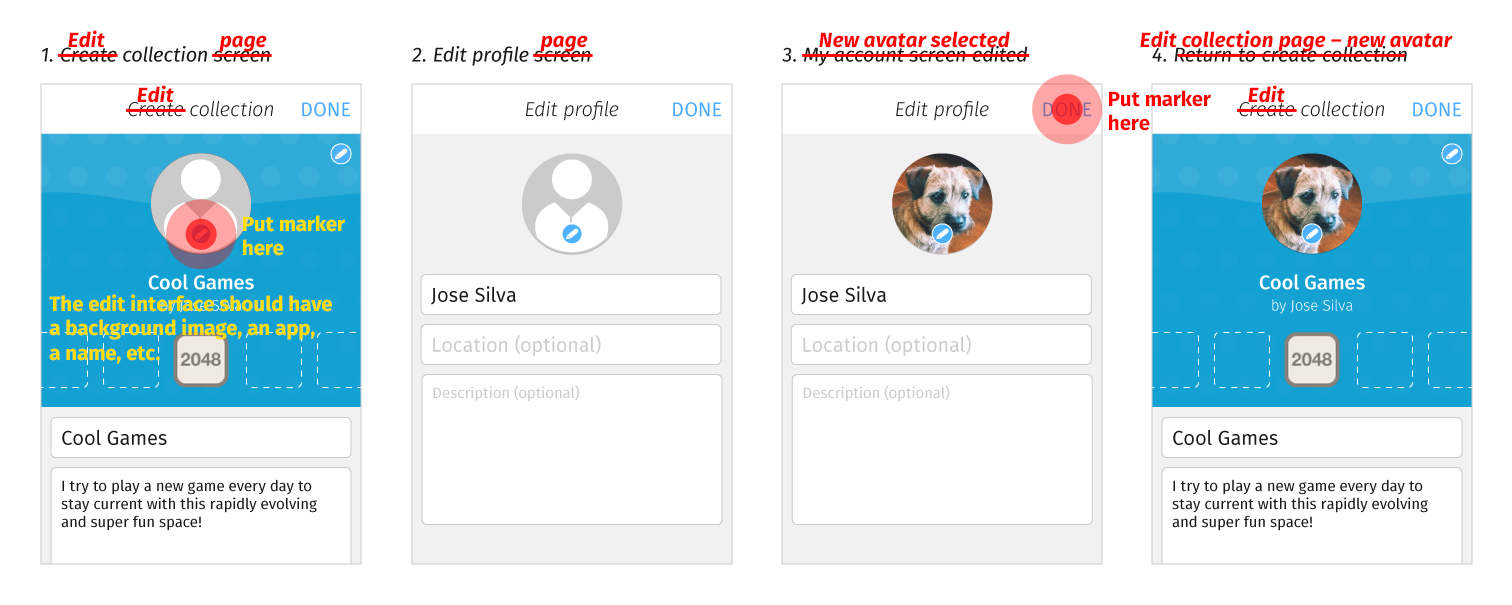 Edit page
1. Create collection screen
Edit
Create collection DONE
Put marker
here
Cool Games
by Jose Silva
The edit interface should have
a background image, an app,
a name, etc.
2048
Cool Games
I try to play a new game every day to
stay current with this rapidly evolving
and super fun space!
page
2. Edit profile screen
Edit profile DONE
Jose Silva
Location (optional)
Description (optional)
New avatar selected
3. My account screen edited
Edit profile DONE
Put marker
here
Jose Silva
Location (optional)
Description (optional)
Edit collection page – new avatar
4. Return to create collection
Edit
Create collection DONE
Cool Games
by Jose Silva
2048
Cool Games
I try to play a new game every day to
stay current with this rapidly evolving
and super fun space!